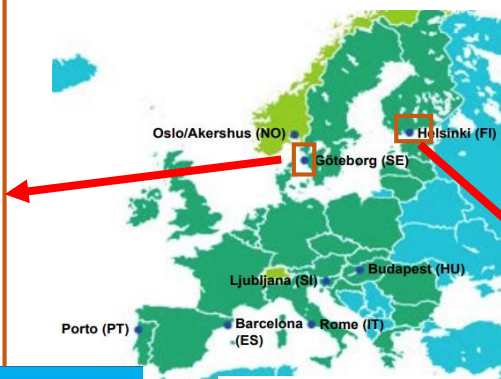 Oslo/Akershus (NO)
Helsinki (FI)
Göteborg (SE)
Budapest (HU)
Ljubljana (SI)
Porto (PT)
Barcelona
(ES)
Rome (IT)